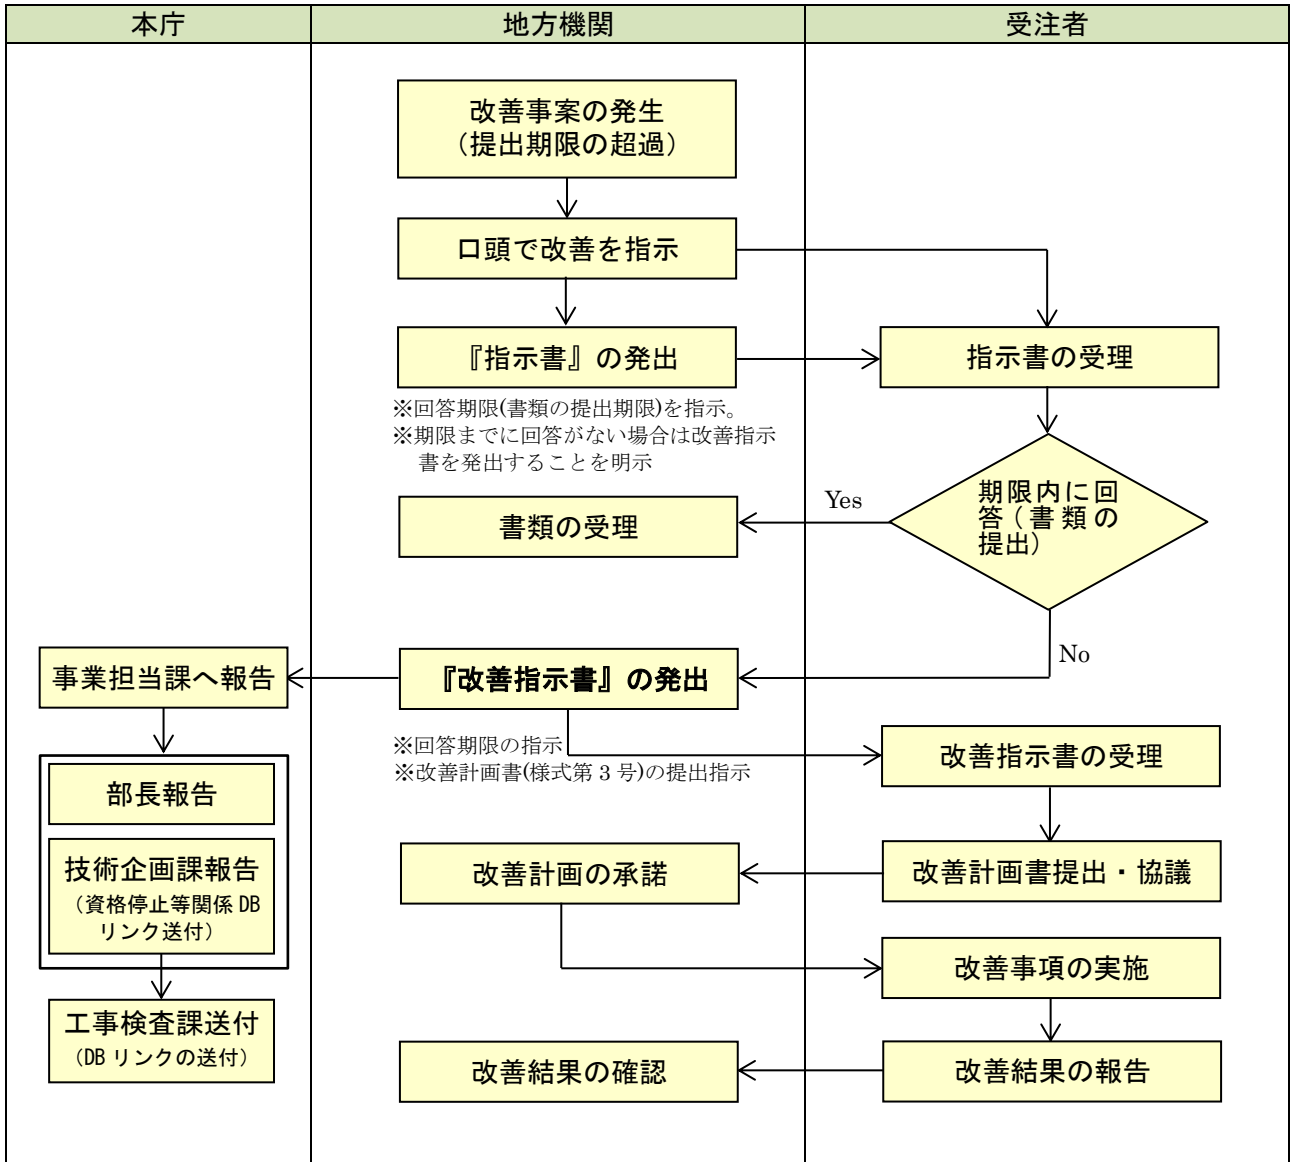 本庁
地方機関
受注者
改善事案の発生
（提出期限の超過）
口頭で改善を指示
『指示書』の発出
指示書の受理
※回答期限(書類の提出期限)を指示。
※期限までに回答がない場合は改善指示
書を発出することを明示
期限内に回
答（書類の
提出）
Yes
書類の受理
No
事業担当課へ報告
『改善指示書』の発出
※回答期限の指示
※改善計画書(様式第 3 号)の提出指示
改善指示書の受理
部長報告
技術企画課報告
（資格停止等関係 DB
リンク送付）
改善計画の承諾
改善計画書提出・協議
改善事項の実施
工事検査課送付
（DB リンクの送付）
改善結果の確認
改善結果の報告